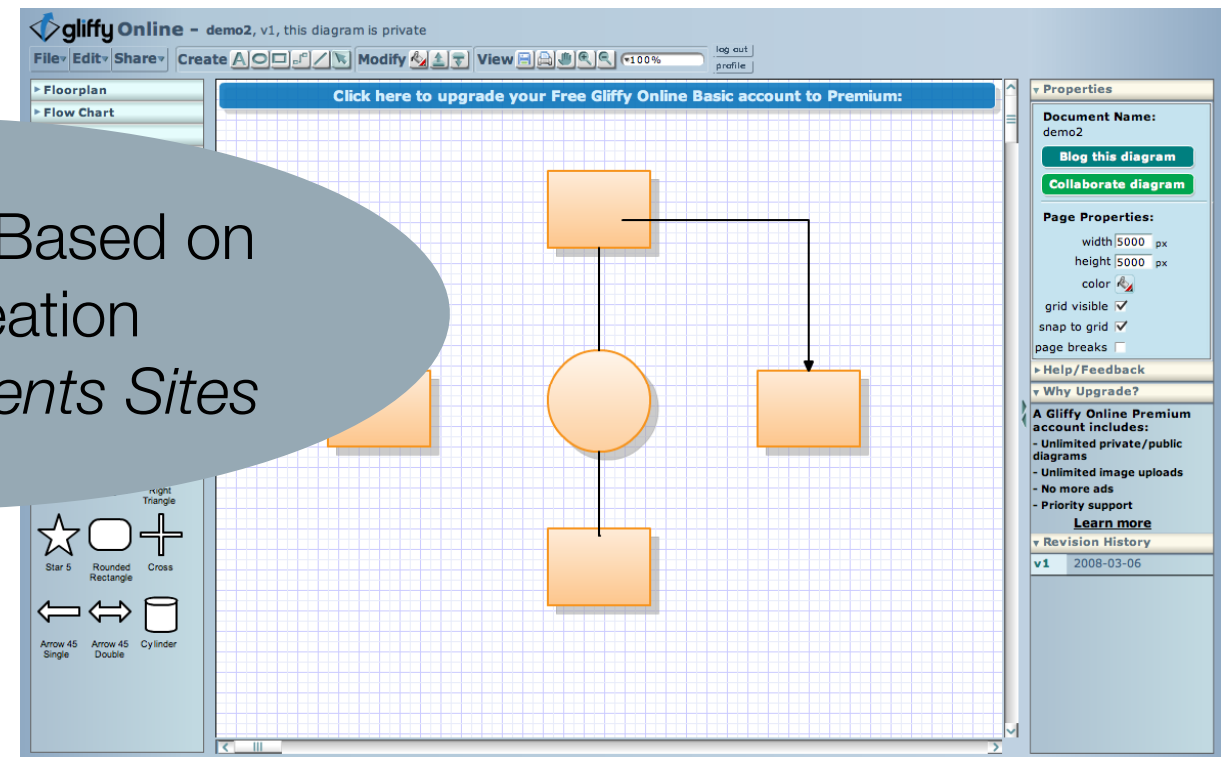 gliffy Online – demo2, v1, this diagram is private
File Edit Share Create A Modify View 100% log out
profile
Floorplan
Flow Chart
Click here to upgrade your Free Gliffy Online Basic account to Premium:
Based on
eation
ents Sites
Right
Triangle
Star 5 Rounded Rectangle Cross
Arrow 45 Single Arrow 45 Double Cylinder
Properties
Document Name:
demo2
Blog this diagram
Collaborate diagram
Page Properties:
width 5000 px
height 5000 px
color
grid visible
snap to grid
page breaks
Help/Feedback
Why Upgrade?
A Gliffy Online Premium
account includes:
- Unlimited private/public
diagrams
- Unlimited image uploads
- No more ads
- Priority support
Learn more
Revision History
v1 2008-03-06